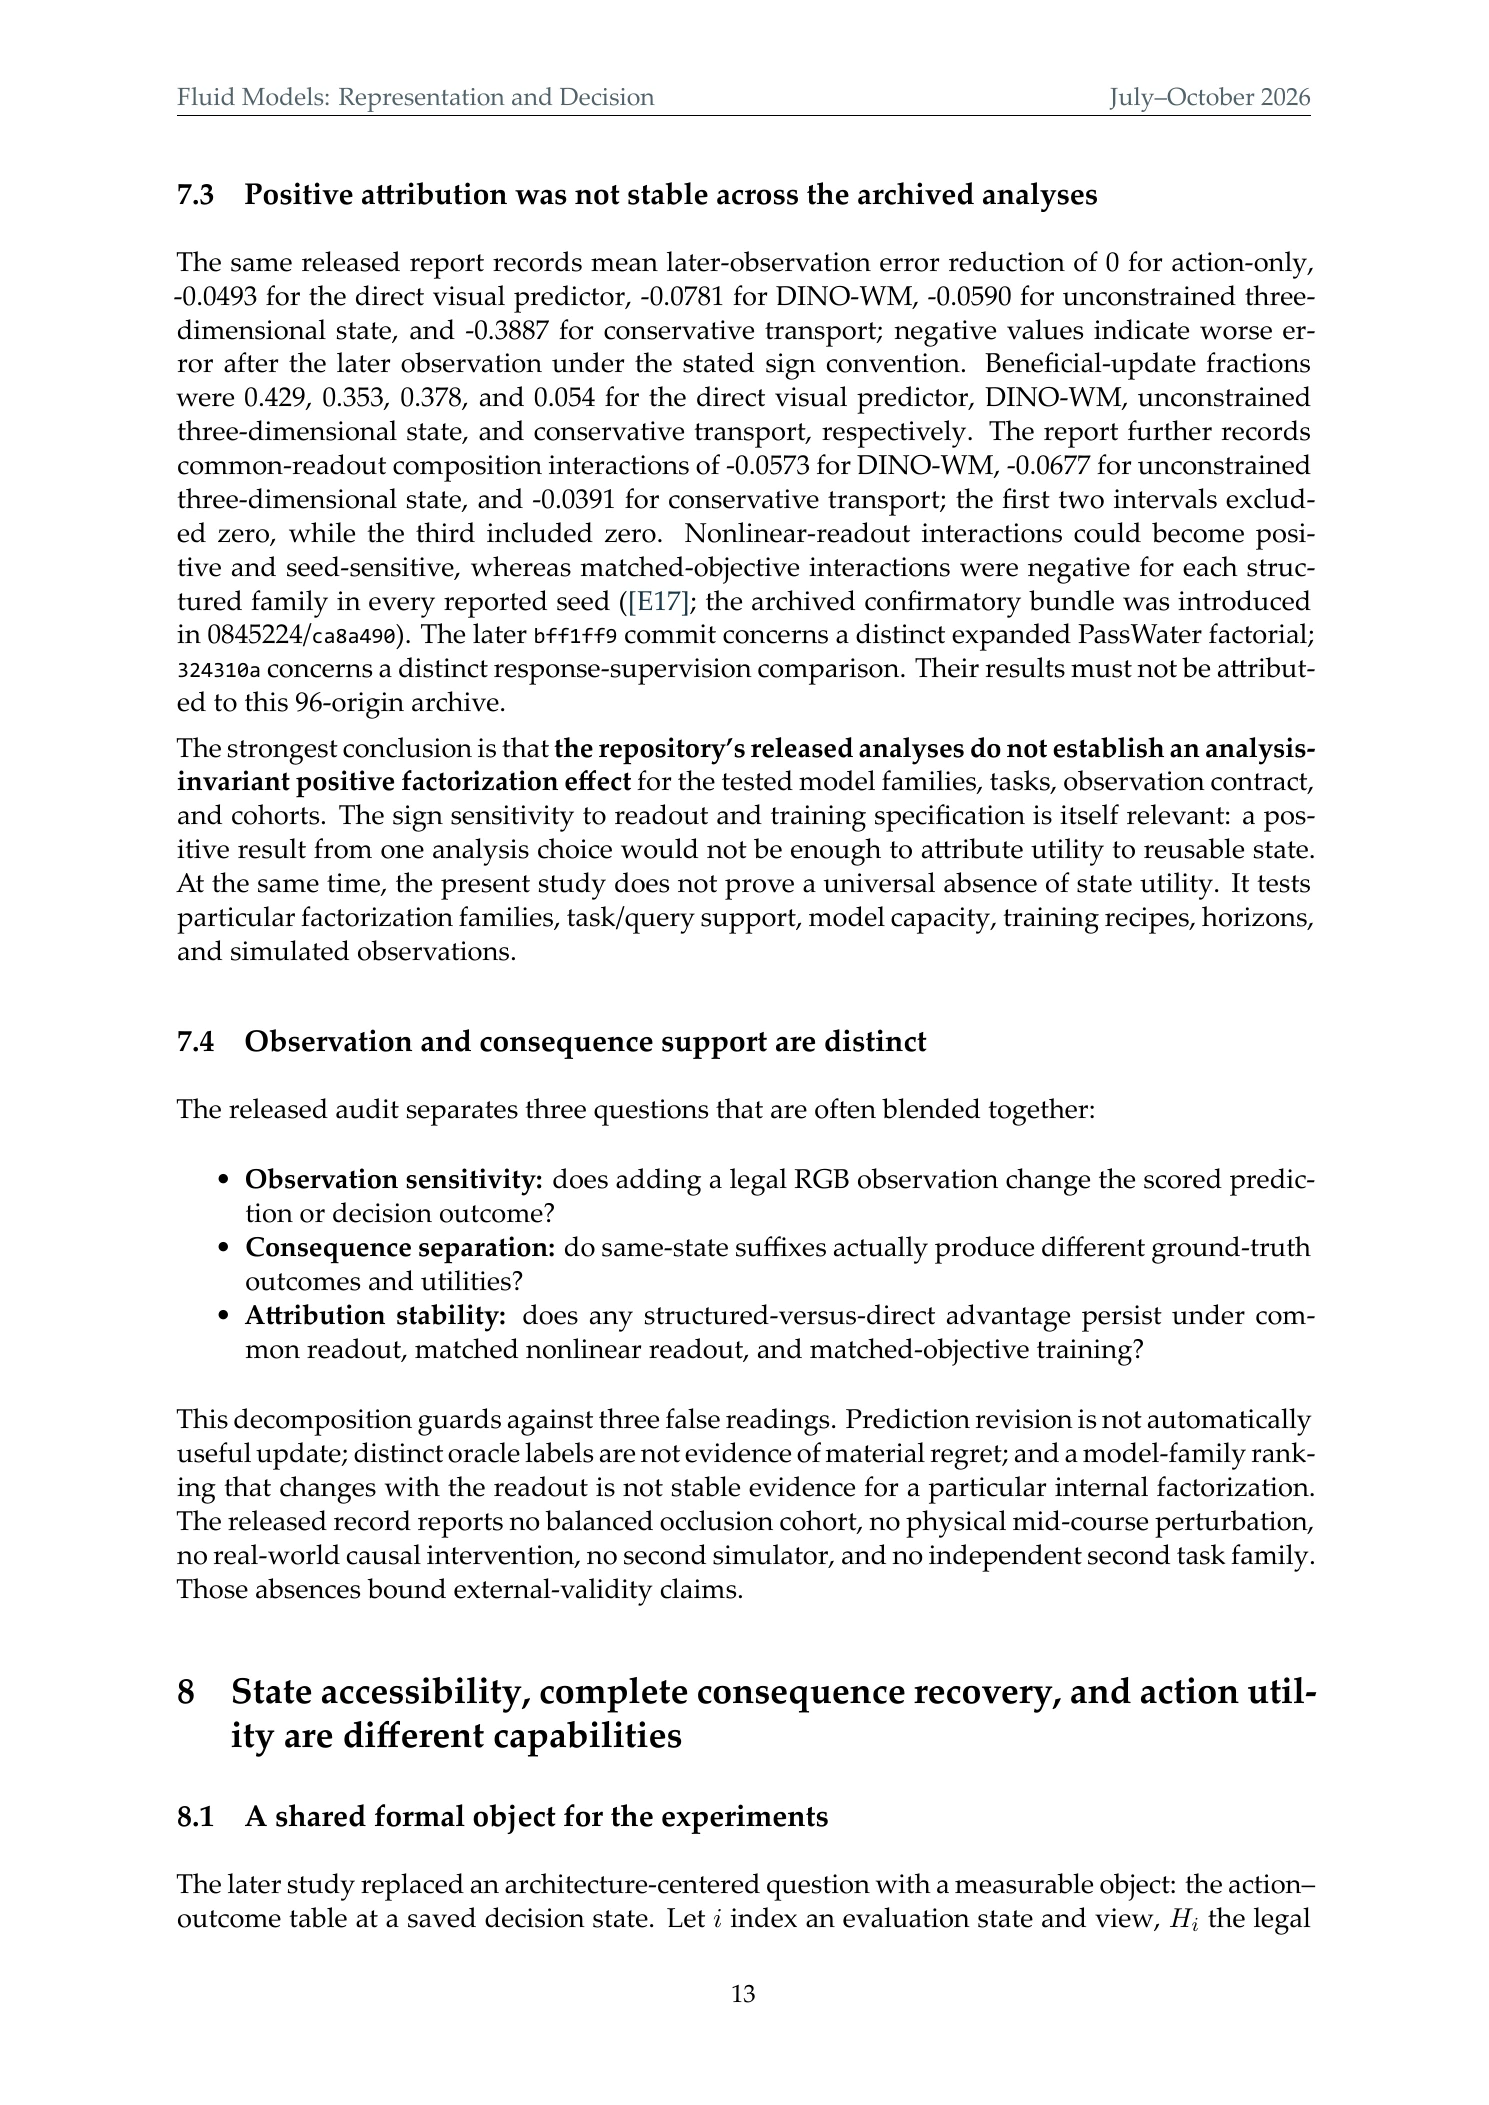 Fluid Models: Representation and Decision July–October 2026
7.3 Positive attribution was not stable across the archived analyses
The same released report records mean later-observation error reduction of 0 for action-only,
-0.0493 for the direct visual predictor, -0.0781 for DINO-WM, -0.0590 for unconstrained three-
dimensional state, and -0.3887 for conservative transport; negative values indicate worse er-
ror after the later observation under the stated sign convention. Beneficial-update fractions
were 0.429, 0.353, 0.378, and 0.054 for the direct visual predictor, DINO-WM, unconstrained
three-dimensional state, and conservative transport, respectively. The report further records
common-readout composition interactions of -0.0573 for DINO-WM, -0.0677 for unconstrained
three-dimensional state, and -0.0391 for conservative transport; the first two intervals exclud-
ed zero, while the third included zero. Nonlinear-readout interactions could become posi-
tive and seed-sensitive, whereas matched-objective interactions were negative for each struc-
tured family in every reported seed ([E17]; the archived confirmatory bundle was introduced
in 0845224/ca8a490). The later bff1ff9 commit concerns a distinct expanded PassWater factorial;
324310a concerns a distinct response-supervision comparison. Their results must not be attribut-
ed to this 96-origin archive.
The strongest conclusion is that the repository's released analyses do not establish an analysis-
invariant positive factorization effect for the tested model families, tasks, observation contract,
and cohorts. The sign sensitivity to readout and training specification is itself relevant: a pos-
itive result from one analysis choice would not be enough to attribute utility to reusable state.
At the same time, the present study does not prove a universal absence of state utility. It tests
particular factorization families, task/query support, model capacity, training recipes, horizons,
and simulated observations.
7.4 Observation and consequence support are distinct
The released audit separates three questions that are often blended together:
• Observation sensitivity: does adding a legal RGB observation change the scored predic-
tion or decision outcome?
• Consequence separation: do same-state suffixes actually produce different ground-truth
outcomes and utilities?
• Attribution stability: does any structured-versus-direct advantage persist under com-
mon readout, matched nonlinear readout, and matched-objective training?
This decomposition guards against three false readings. Prediction revision is not automatically
useful update; distinct oracle labels are not evidence of material regret; and a model-family rank-
ing that changes with the readout is not stable evidence for a particular internal factorization.
The released record reports no balanced occlusion cohort, no physical mid-course perturbation,
no real-world causal intervention, no second simulator, and no independent second task family.
Those absences bound external-validity claims.
8 State accessibility, complete consequence recovery, and action util-
ity are different capabilities
8.1 A shared formal object for the experiments
The later study replaced an architecture-centered question with a measurable object: the action–
outcome table at a saved decision state. Let i index an evaluation state and view, H_i the legal
13